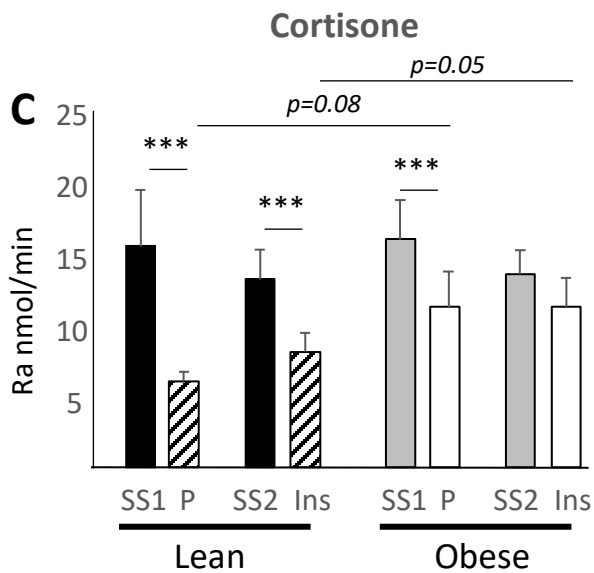 Cortisone
p=0.05
C
p=0.08
25
20
15
10
5
Ra nmol/min
***
***
***
SS1 P SS2 Ins SS1 P SS2 Ins
Lean Obese